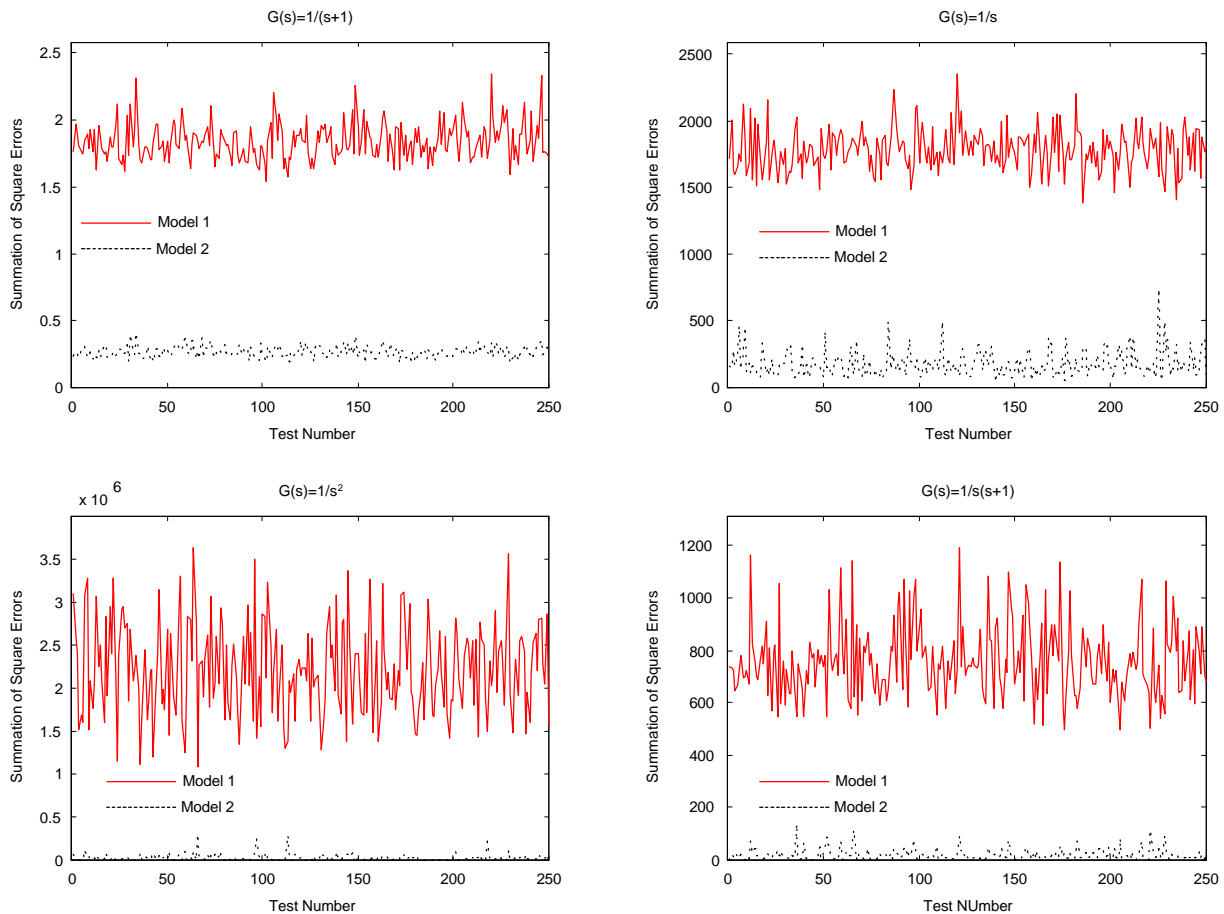 G(s)=1/(s+1)
Summation of Square Errors
2.5
2
1.5
1
0.5
0
Model 1
Model 2
0 50 100 150 200 250
Test Number
G(s)=1/s
Summation of Square Errors
2500
2000
1500
1000
500
0
Model 1
Model 2
0 50 100 150 200 250
Test Number
x 10 6
G(s)=1/s²
Summation of Square Errors
3.5
3
2.5
2
1.5
1
0.5
0
Model 1
Model 2
0 50 100 150 200 250
Test Number
G(s)=1/s(s+1)
Summation of Square Errors
1200
1000
800
600
400
200
0
Model 1
Model 2
0 50 100 150 200 250
Test NUmber